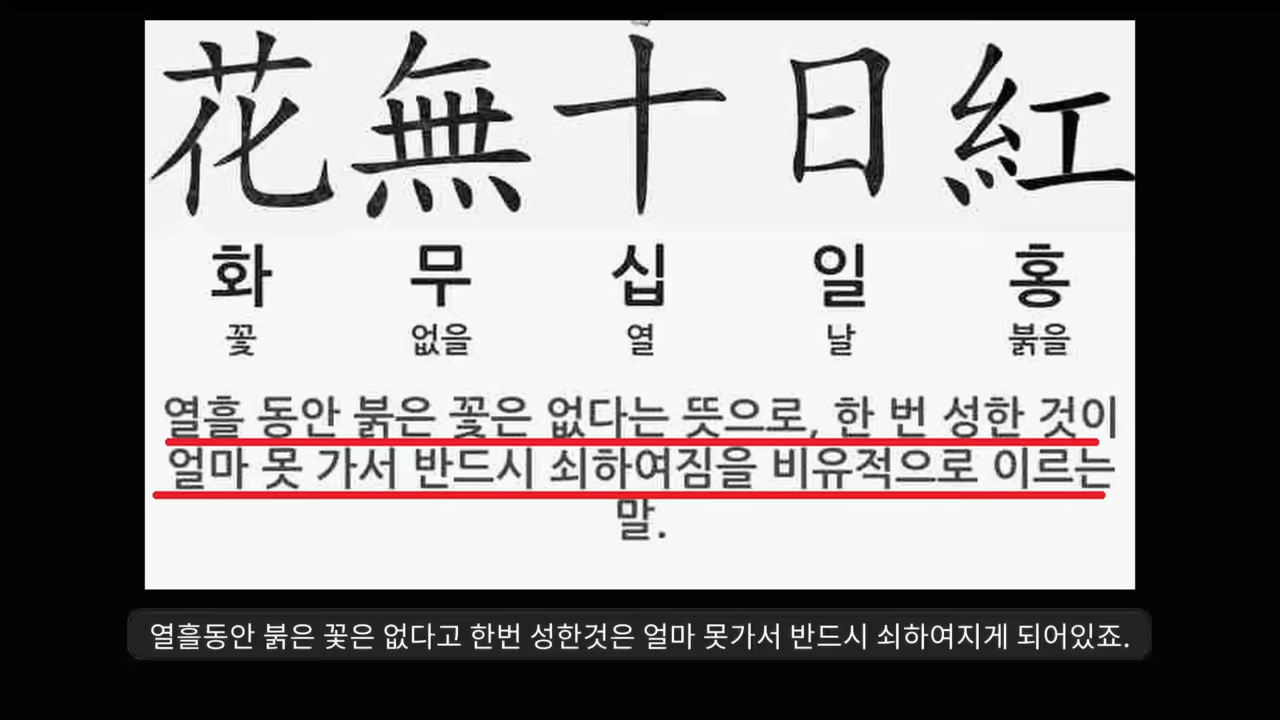 花 無 十 日 紅
화 무 십 일 홍
꽃 없을 열 날 붉을
열흘 동안 붉은 꽃은 없다는 뜻으로, 한 번 성한 것이
얼마 못 가서 반드시 쇠하여짐을 비유적으로 이르는
말.
열흘동안 붉은 꽃은 없다고 한번 성한것은 얼마 못가서 반드시 쇠하여지게 되어있죠.